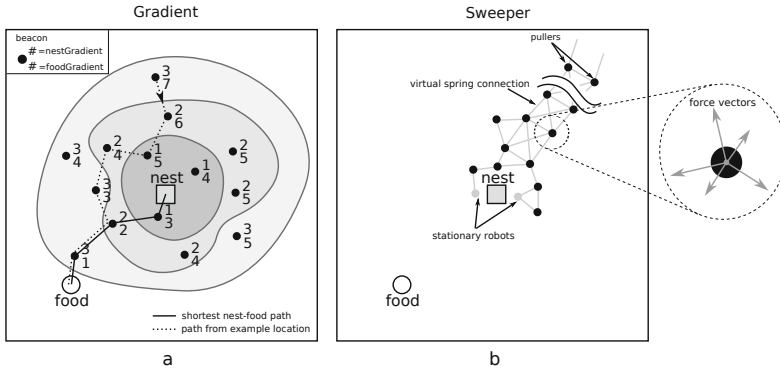 Gradient
beacon
# =nestGradient
# =foodGradient
3
7
2
6
3
4
2
4
1
5
2
5
1
4
nest
3
3
2
5
1
3
2
2
3
5
3
1
2
4
food
shortest nest-food path
path from example location
a
Sweeper
pullers
virtual spring connection
nest
stationary robots
food
b
force vectors